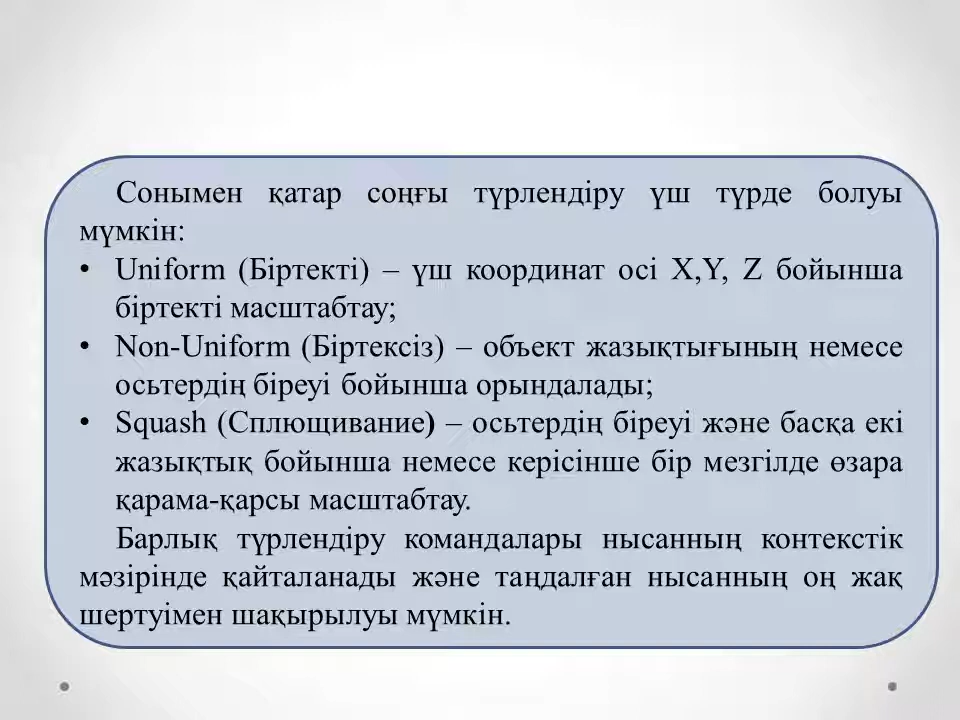 Сонымен қатар соңғы түрлендіру үш түрде болуы
мүмкін:
• Uniform (Біртекті) – үш координат осі X,Y, Z бойынша
біртекті масштабтау;
• Non-Uniform (Біртексіз) – объект жазықтығының немесе
осьтердің біреуі бойынша орындалады;
• Squash (Сплющивание) – осьтердің біреуі және басқа екі
жазықтық бойынша немесе керісінше бір мезгілде өзара
қарама-қарсы масштабтау.
Барлық түрлендіру командалары нысанның контекстік
мәзірінде қайталанады және таңдалған нысанның оң жақ
шертуімен шақырылуы мүмкін.